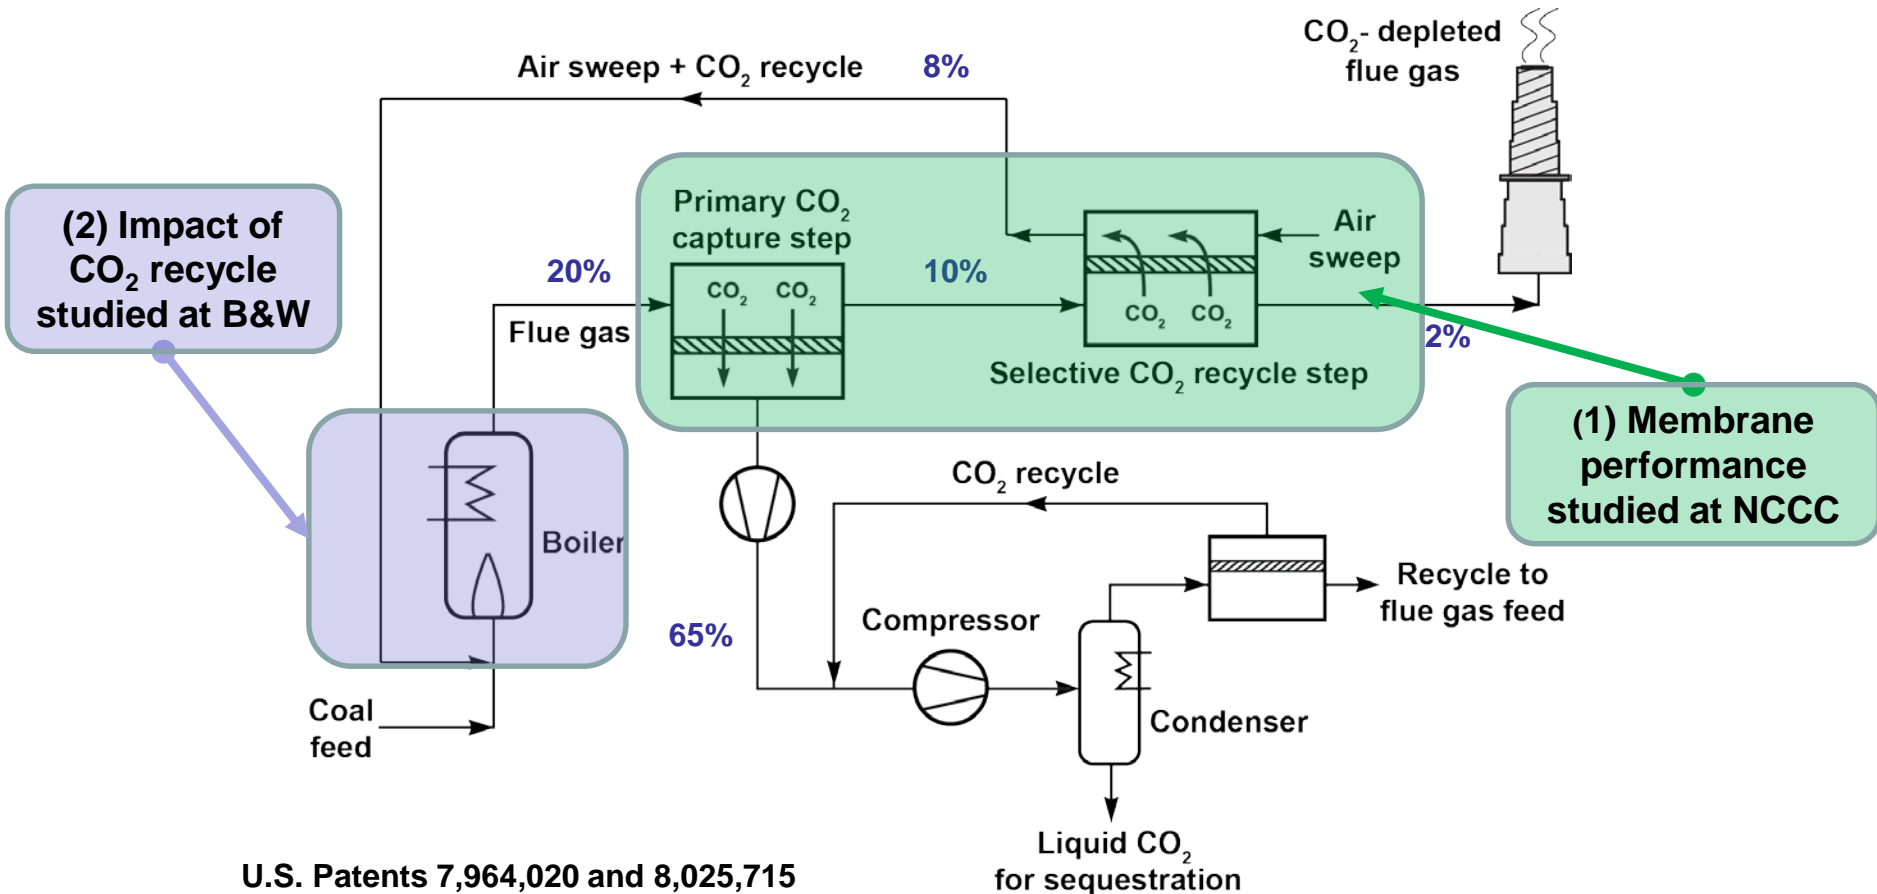 CO₂- depleted
flue gas
Air sweep + CO₂ recycle
8%
(2) Impact of
CO₂ recycle
studied at B&W
Primary CO₂
capture step
Air
sweep
20%
10%
CO₂ CO₂
CO₂ CO₂
Flue gas
2%
Selective CO₂ recycle step
(1) Membrane
performance
studied at NCCC
CO₂ recycle
Boiler
Recycle to
flue gas feed
65%
Compressor
Coal
feed
Condenser
Liquid CO₂
for sequestration
U.S. Patents 7,964,020 and 8,025,715